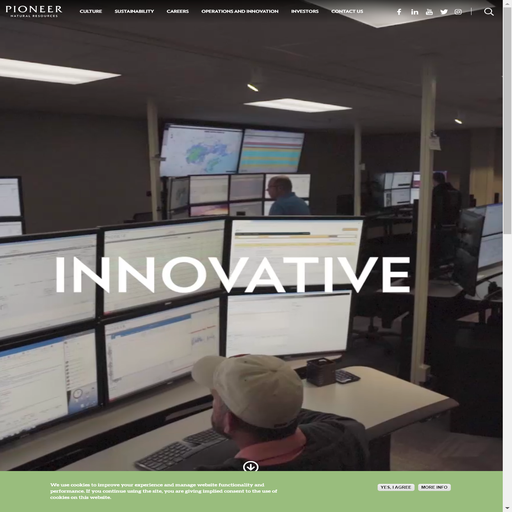 PIONEER
NATURAL RESOURCES
CULTURE SUSTAINABILITY CAREERS OPERATIONS AND INNOVATION INVESTORS CONTACT US
INNOVATIVE
We use cookies to improve your experience and manage website functionality and
performance. If you continue using the site, you are giving implied consent to the use of
cookies on this website.
YES, I AGREE MORE INFO